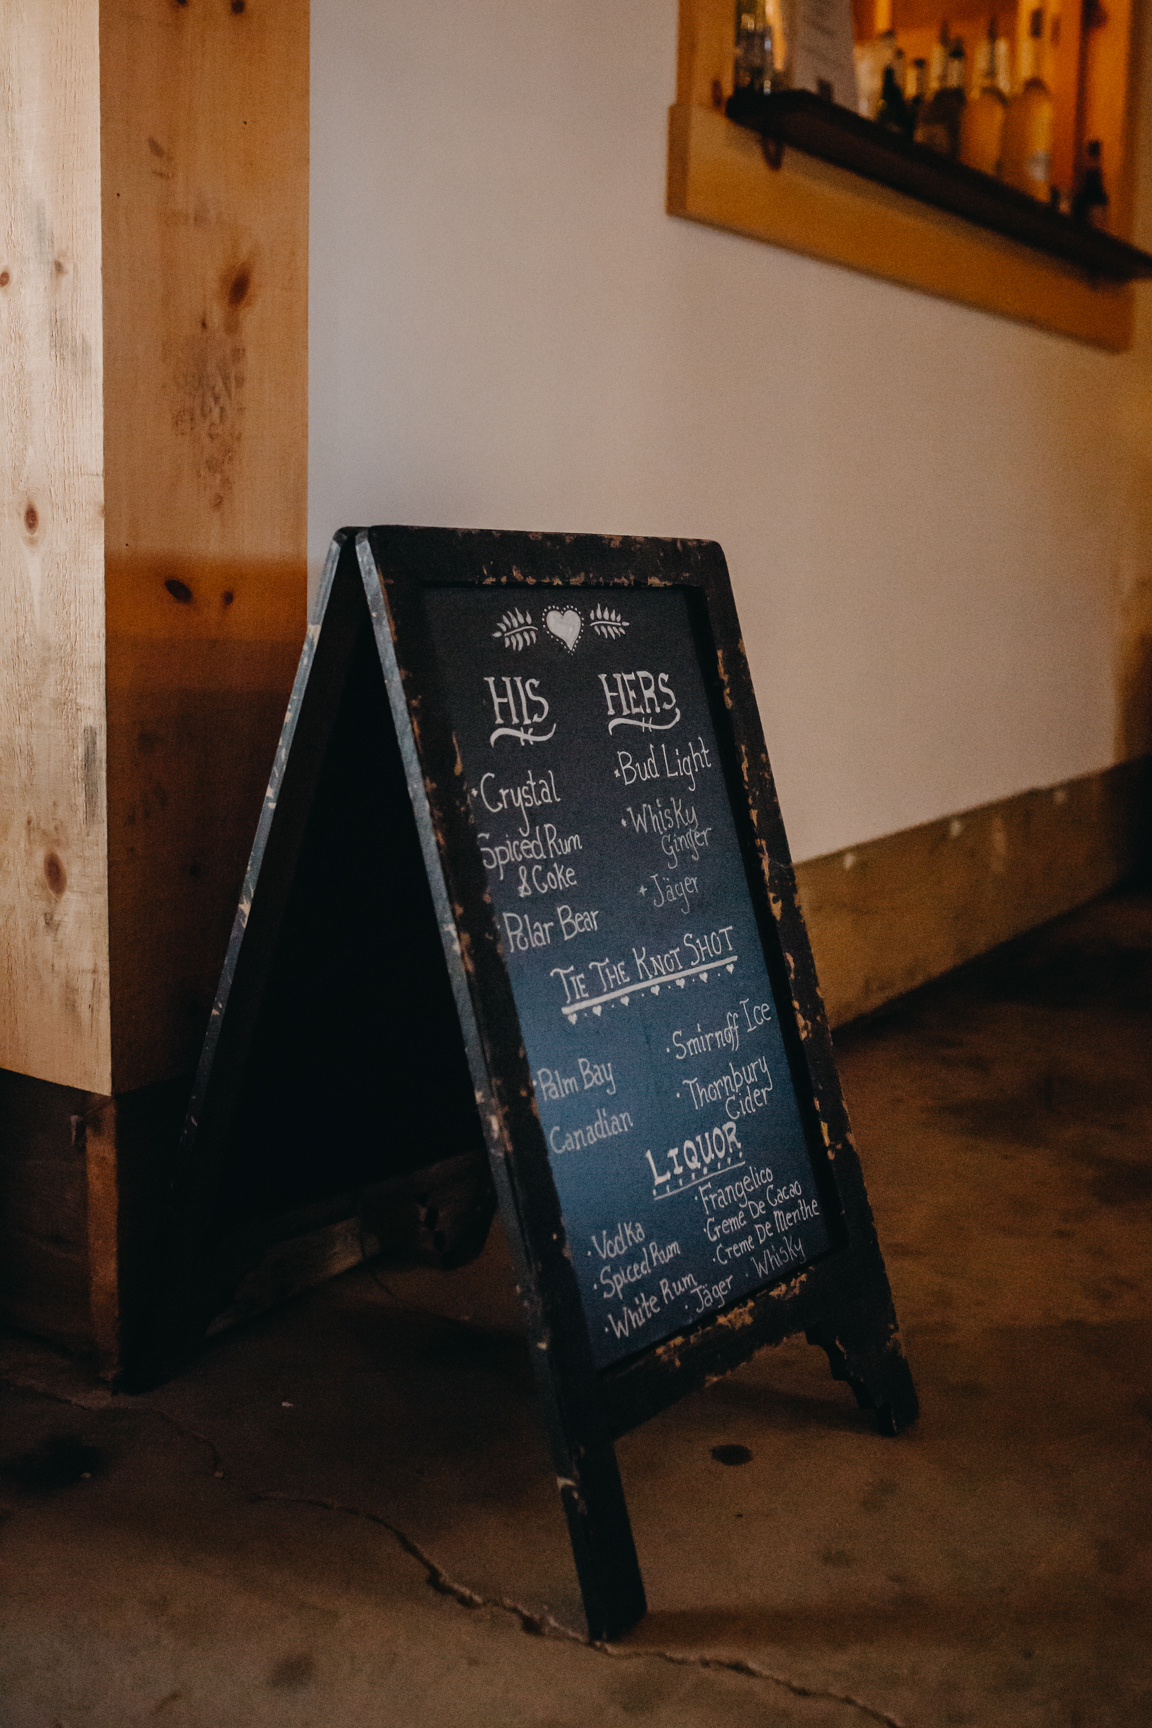 HIS
HERS
Crystal
Spiced Rum
& Coke
Polar Bear
Bud Light
Whisky
Ginger
Jäger
TIE THE KNOT SHOT
Palm Bay
Canadian
Smirnoff Ice
Thornbury
Cider
LIQUOR
Vodka
Spiced Rum
White Rum
Jäger
Frangelico
Creme De Cacao
Creme De Menthe
Whisky